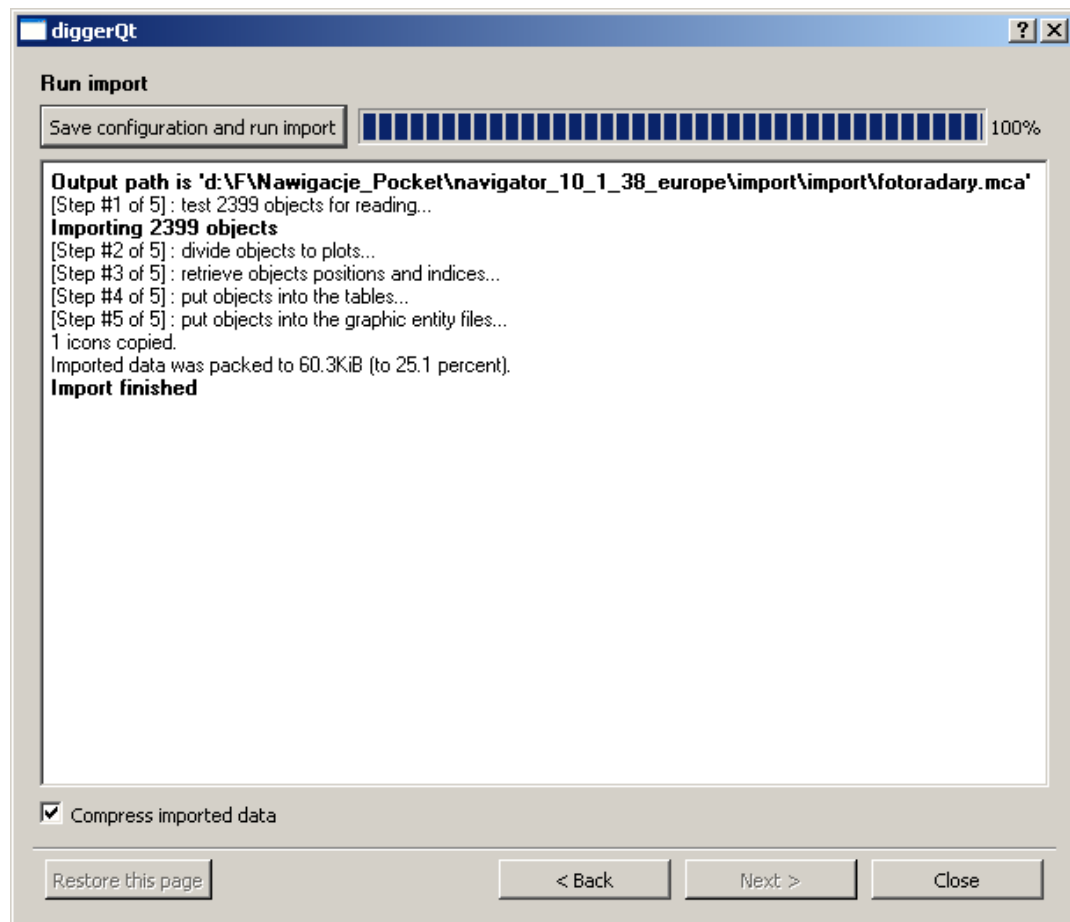 diggerQt
Run import
Save configuration and run import 100%
Output path is 'd:\F\Nawigacje_Pocket\navigator_10_1_38_europe\import\import\fotoradary.mca'
[Step #1 of 5] : test 2399 objects for reading...
Importing 2399 objects
[Step #2 of 5] : divide objects to plots...
[Step #3 of 5] : retrieve objects positions and indices...
[Step #4 of 5] : put objects into the tables...
[Step #5 of 5] : put objects into the graphic entity files...
1 icons copied.
Imported data was packed to 60.3KiB (to 25.1 percent).
Import finished
Compress imported data
Restore this page < Back Next > Close